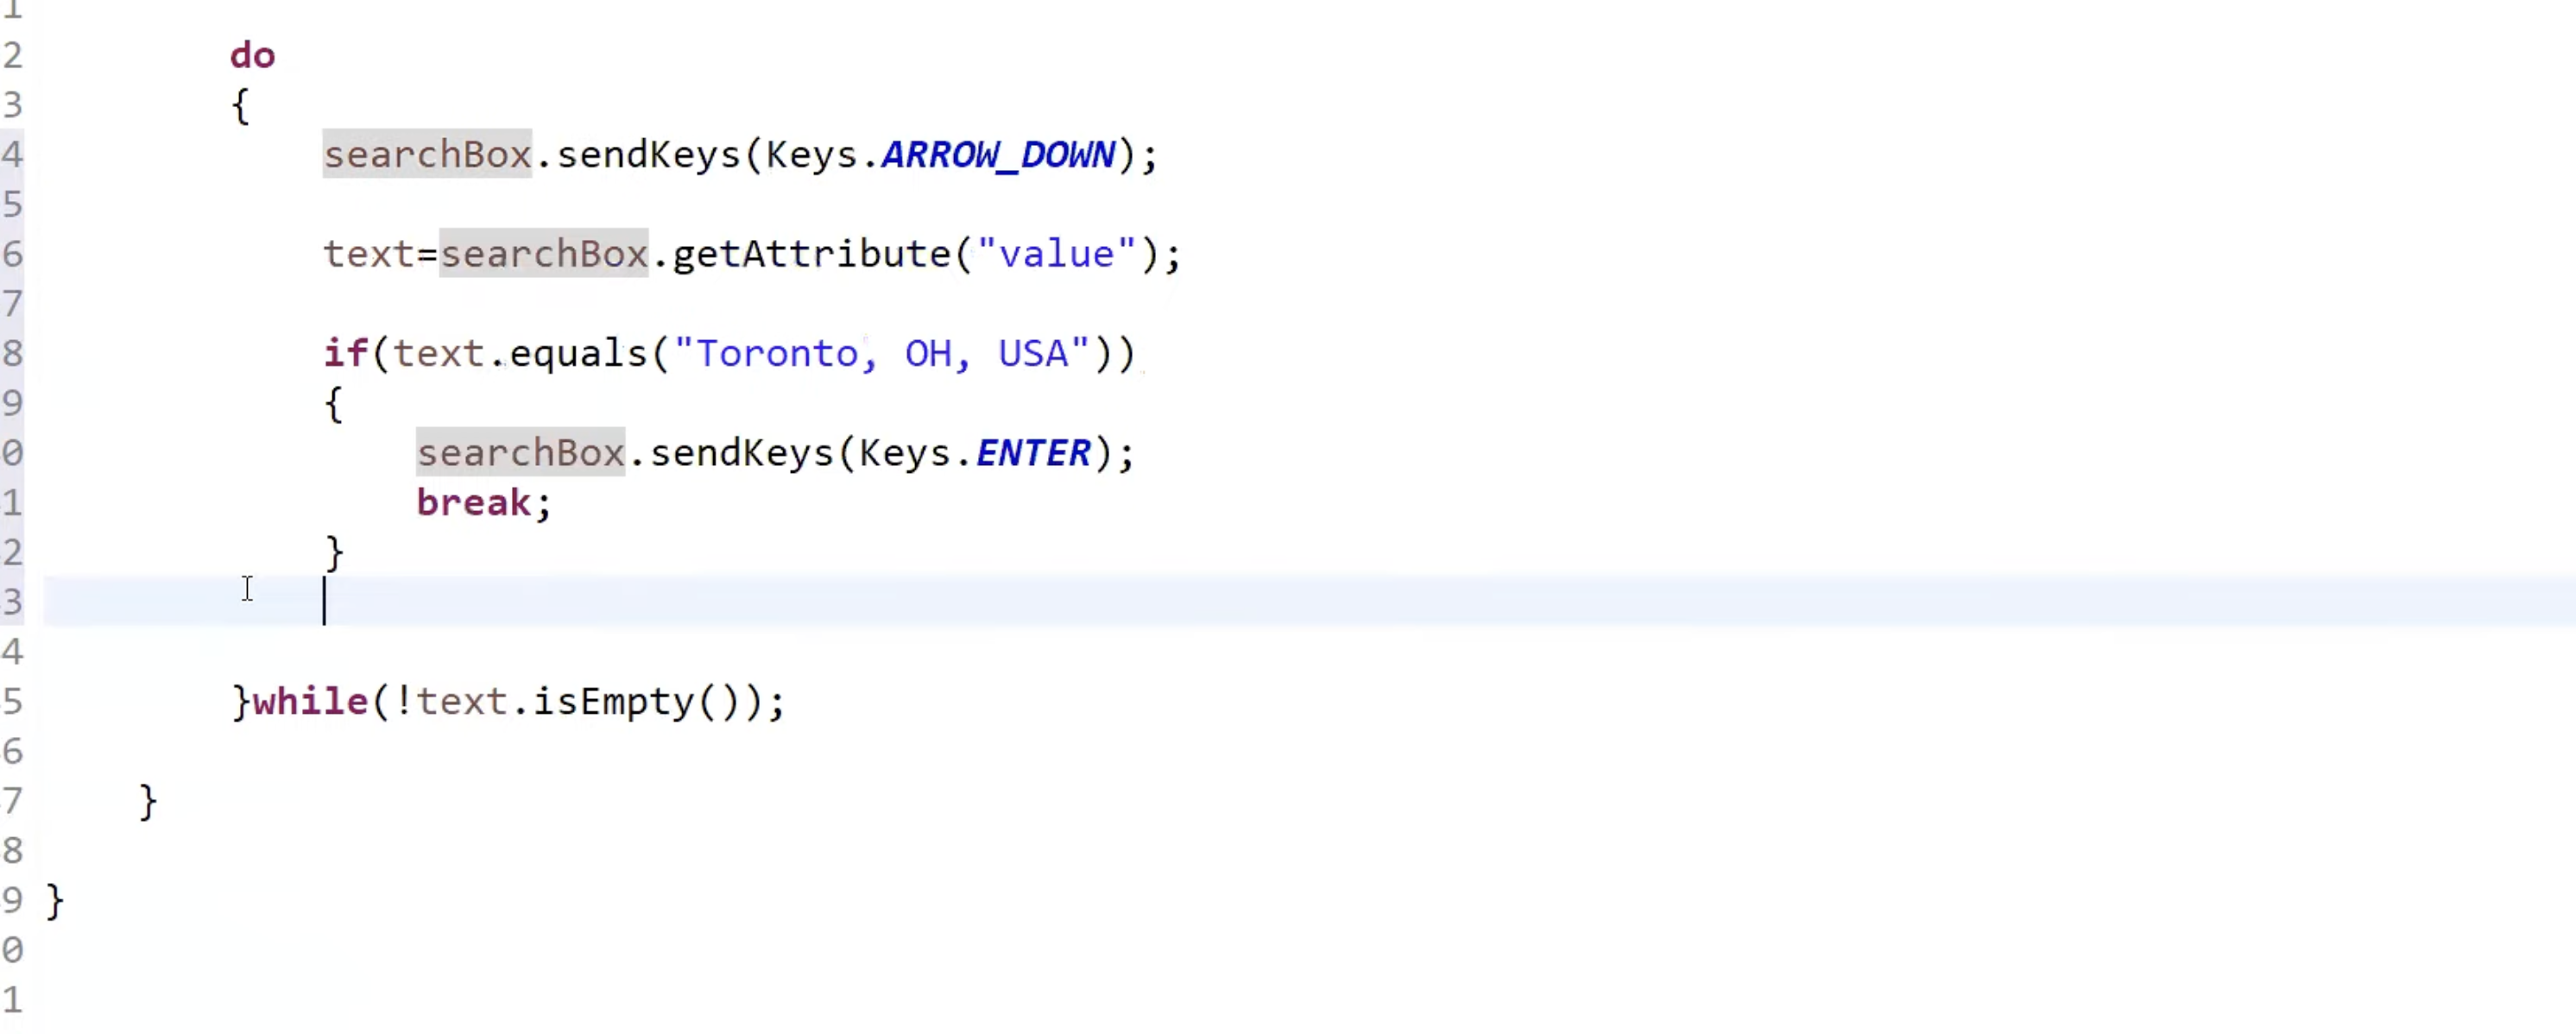 1
2 do
3 {
4 searchBox.sendKeys(Keys.ARROW_DOWN);
5
6 text=searchBox.getAttribute("value");
7
8 if(text.equals("Toronto, OH, USA"))
9 {
0 searchBox.sendKeys(Keys.ENTER);
1 break;
2 }
3
4
5 }while(!text.isEmpty());
6
7 }
8
9 }
0
1